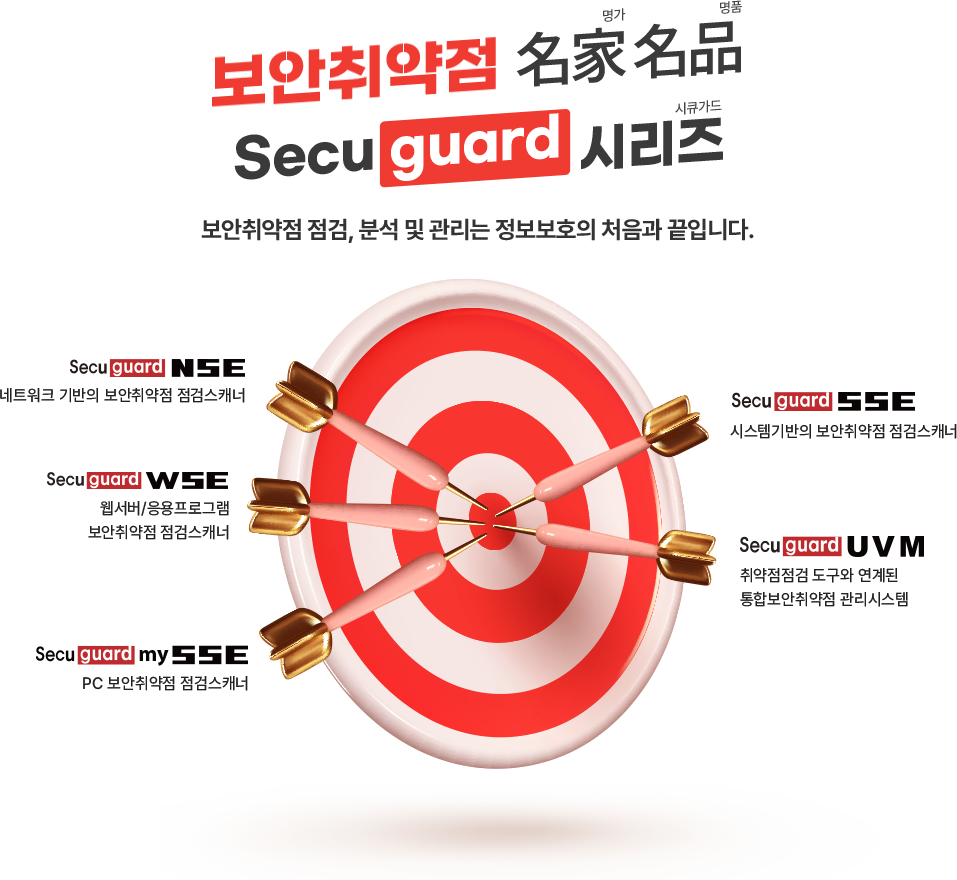 명가 명품
보안취약점 名家 名品
시큐가드
Secu guard 시리즈
보안취약점 점검, 분석 및 관리는 정보보호의 처음과 끝입니다.
Secu guard NSE
네트워크 기반의 보안취약점 점검스캐너
Secu guard WSE
웹서버/응용프로그램
보안취약점 점검스캐너
Secu guard my SSE
PC 보안취약점 점검스캐너
Secu guard SSE
시스템기반의 보안취약점 점검스캐너
Secu guard UVM
취약점점검 도구와 연계된
통합보안취약점 관리시스템